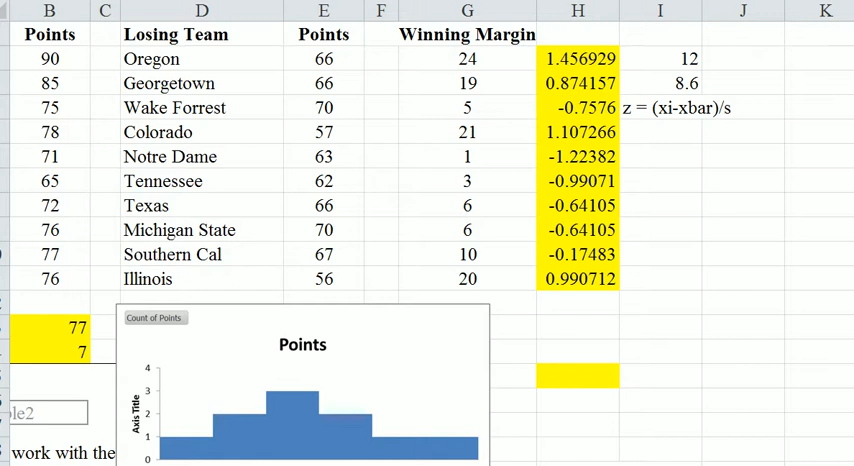 B C D E F G H I J K
Points Losing Team Points Winning Margin
90 Oregon 66 24 1.456929 12
85 Georgetown 66 19 0.874157 8.6
75 Wake Forrest 70 5 -0.7576 z = (xi-xbar)/s
78 Colorado 57 21 1.107266
71 Notre Dame 63 1 -1.22382
65 Tennessee 62 3 -0.99071
72 Texas 66 6 -0.64105
76 Michigan State 70 6 -0.64105
77 Southern Cal 67 10 -0.17483
76 Illinois 56 20 0.990712
77
7
Count of Points
Points
4
3
2
1
0
Axis Title
le2
work with the